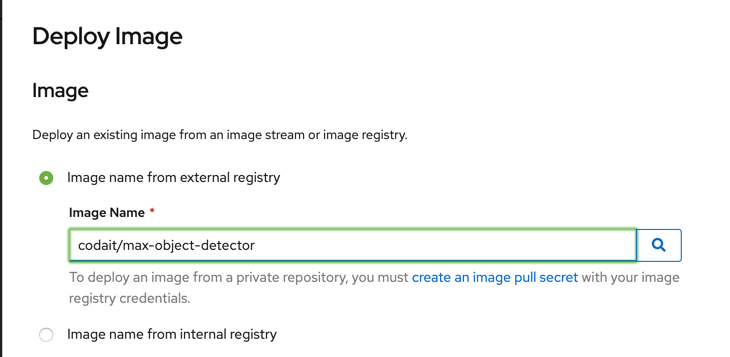 Deploy Image
Image
Deploy an existing image from an image stream or image registry.
Image name from external registry
Image Name *
codait/max-object-detector
To deploy an image from a private repository, you must create an image pull secret with your image
registry credentials.
Image name from internal registry